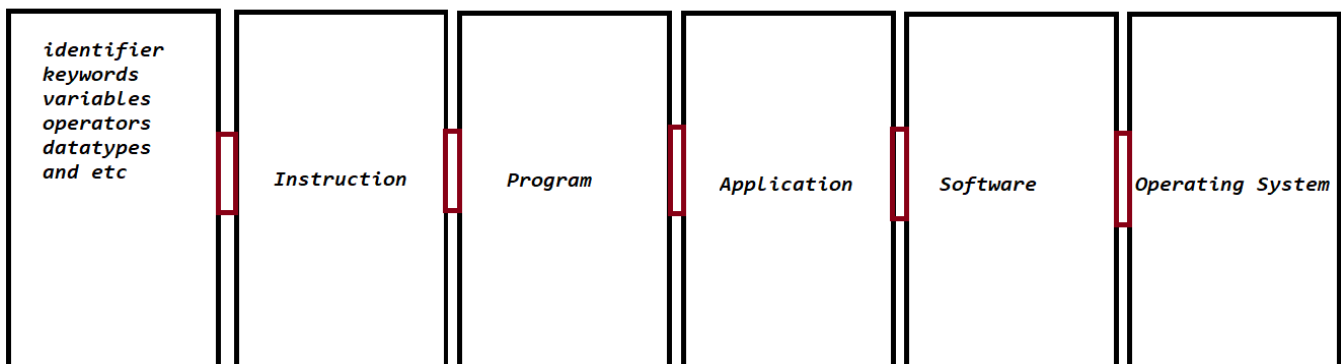 identifier
keywords
variables
operators
datatypes
and etc
Instruction
Program
Application
Software
Operating System